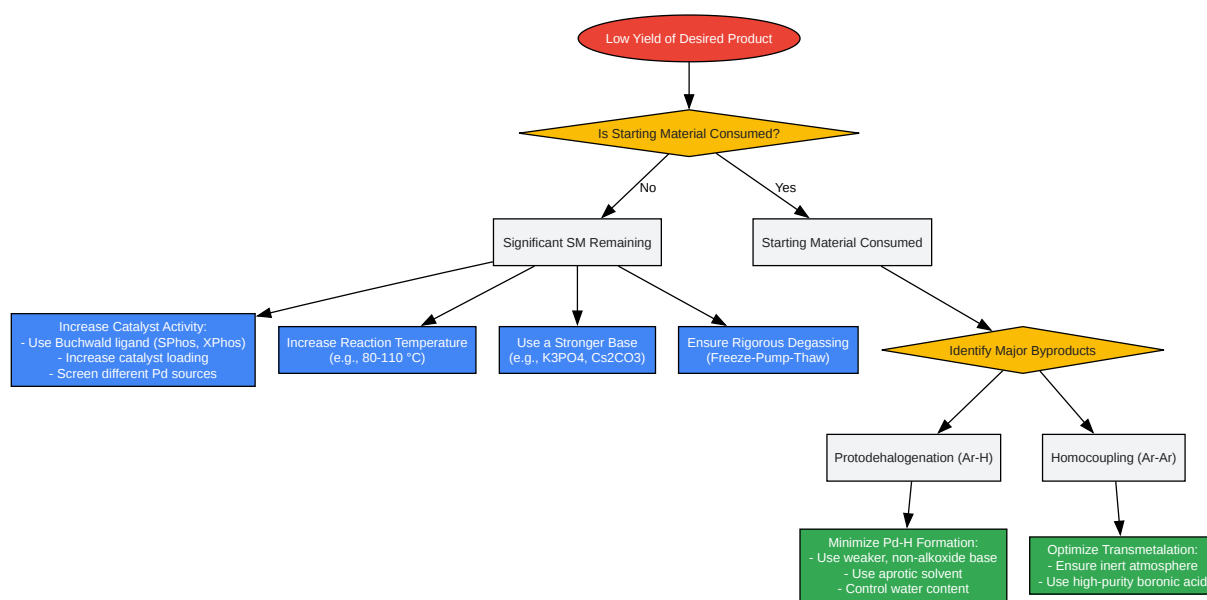 Low Yield of Desired Product
Is Starting Material Consumed?
No
Yes
Significant SM Remaining
Starting Material Consumed
Increase Catalyst Activity:
- Use Buchwald ligand (SPhos, XPhos)
- Increase catalyst loading
- Screen different Pd sources
Increase Reaction Temperature
(e.g., 80-110 °C)
Use a Stronger Base
(e.g., K3PO4, Cs2CO3)
Ensure Rigorous Degassing
(Freeze-Pump-Thaw)
Identify Major Byproducts
Protodehalogenation (Ar-H)
Homocoupling (Ar-Ar)
Minimize Pd-H Formation:
- Use weaker, non-alkoxide base
- Use aprotic solvent
- Control water content
Optimize Transmetalation:
- Ensure inert atmosphere
- Use high-purity boronic acid